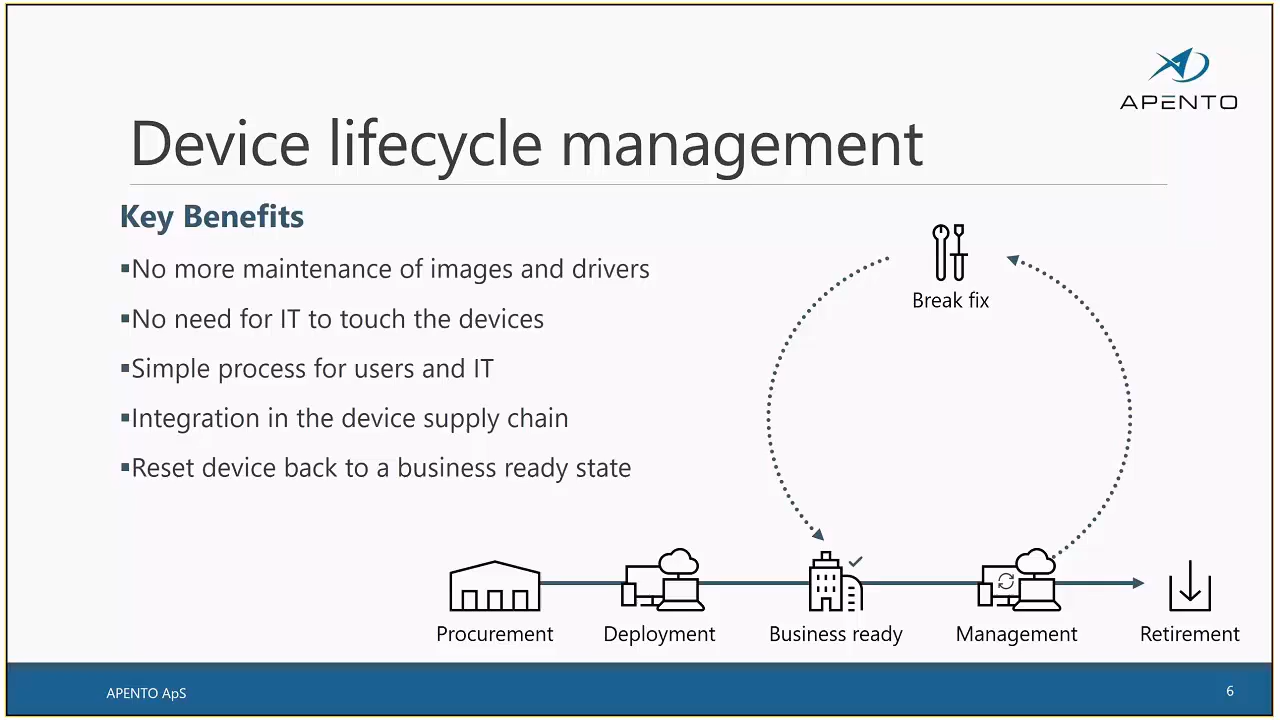 APENTO
Device lifecycle management
Key Benefits
▪No more maintenance of images and drivers
▪No need for IT to touch the devices
▪Simple process for users and IT
▪Integration in the device supply chain
▪Reset device back to a business ready state
Break fix
Procurement
Deployment
Business ready
Management
Retirement
APENTO ApS
6